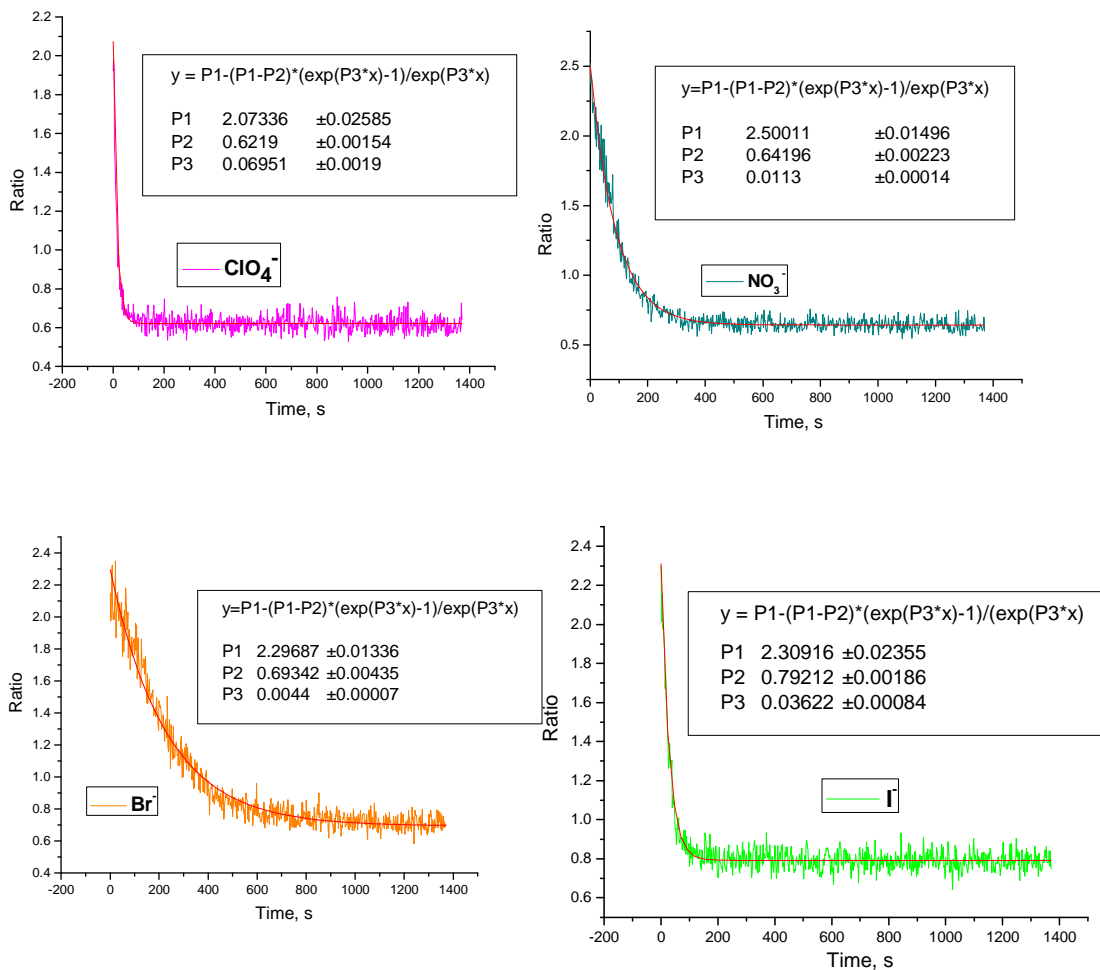 2.2
2.0
1.8
1.6
1.4
1.2
1.0
0.8
0.6
0.4
Ratio
y = P1-(P1-P2)*(exp(P3*x)-1)/exp(P3*x)
P1 2.07336 ±0.02585
P2 0.6219 ±0.00154
P3 0.06951 ±0.0019
ClO4-
-200 0 200 400 600 800 1000 1200 1400
Time, s
2.5
2.0
1.5
1.0
0.5
Ratio
y=P1-(P1-P2)*(exp(P3*x)-1)/exp(P3*x)
P1 2.50011 ±0.01496
P2 0.64196 ±0.00223
P3 0.0113 ±0.00014
NO3-
0 200 400 600 800 1000 1200 1400
Time, s
2.4
2.2
2.0
1.8
1.6
1.4
1.2
1.0
0.8
0.6
0.4
Ratio
y=P1-(P1-P2)*(exp(P3*x)-1)/exp(P3*x)
P1 2.29687 ±0.01336
P2 0.69342 ±0.00435
P3 0.0044 ±0.00007
Br-
-200 0 200 400 600 800 1000 1200 1400
Time, s
2.4
2.2
2.0
1.8
1.6
1.4
1.2
1.0
0.8
0.6
Ratio
y = P1-(P1-P2)*(exp(P3*x)-1)/(exp(P3*x)
P1 2.30916 ±0.02355
P2 0.79212 ±0.00186
P3 0.03622 ±0.00084
I-
-200 0 200 400 600 800 1000 1200 1400
Time, s